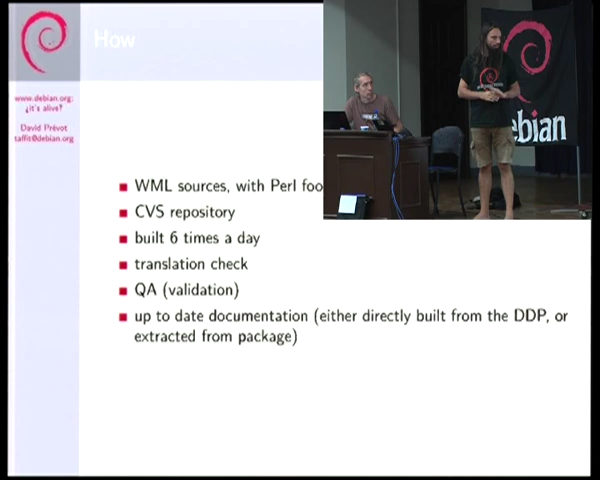 How
www.debian.org:
¿it's alive?
David Prévot
taffit@debian.org
WML sources, with Perl foo
CVS repository
built 6 times a day
translation check
QA (validation)
up to date documentation (either directly built from the DDP, or
extracted from package)
ebian